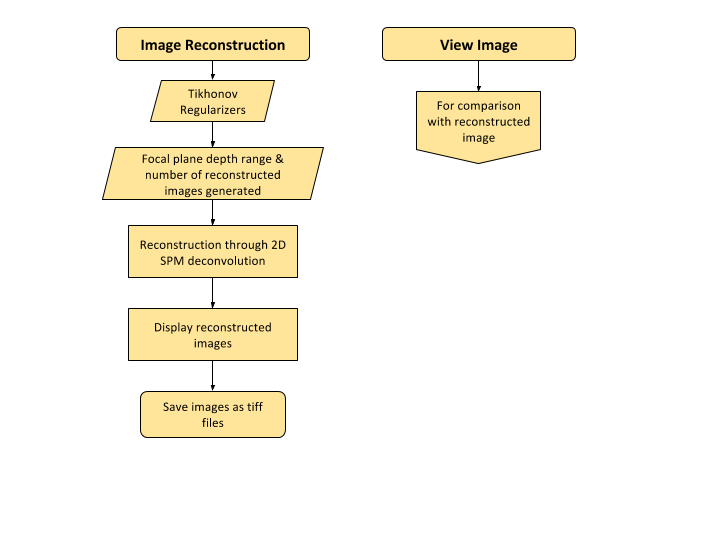 Image Reconstruction
Tikhonov
Regularizers
Focal plane depth range &
number of reconstructed
images generated
Reconstruction through 2D
SPM deconvolution
Display reconstructed
images
Save images as tiff
files
View Image
For comparison
with reconstructed
image